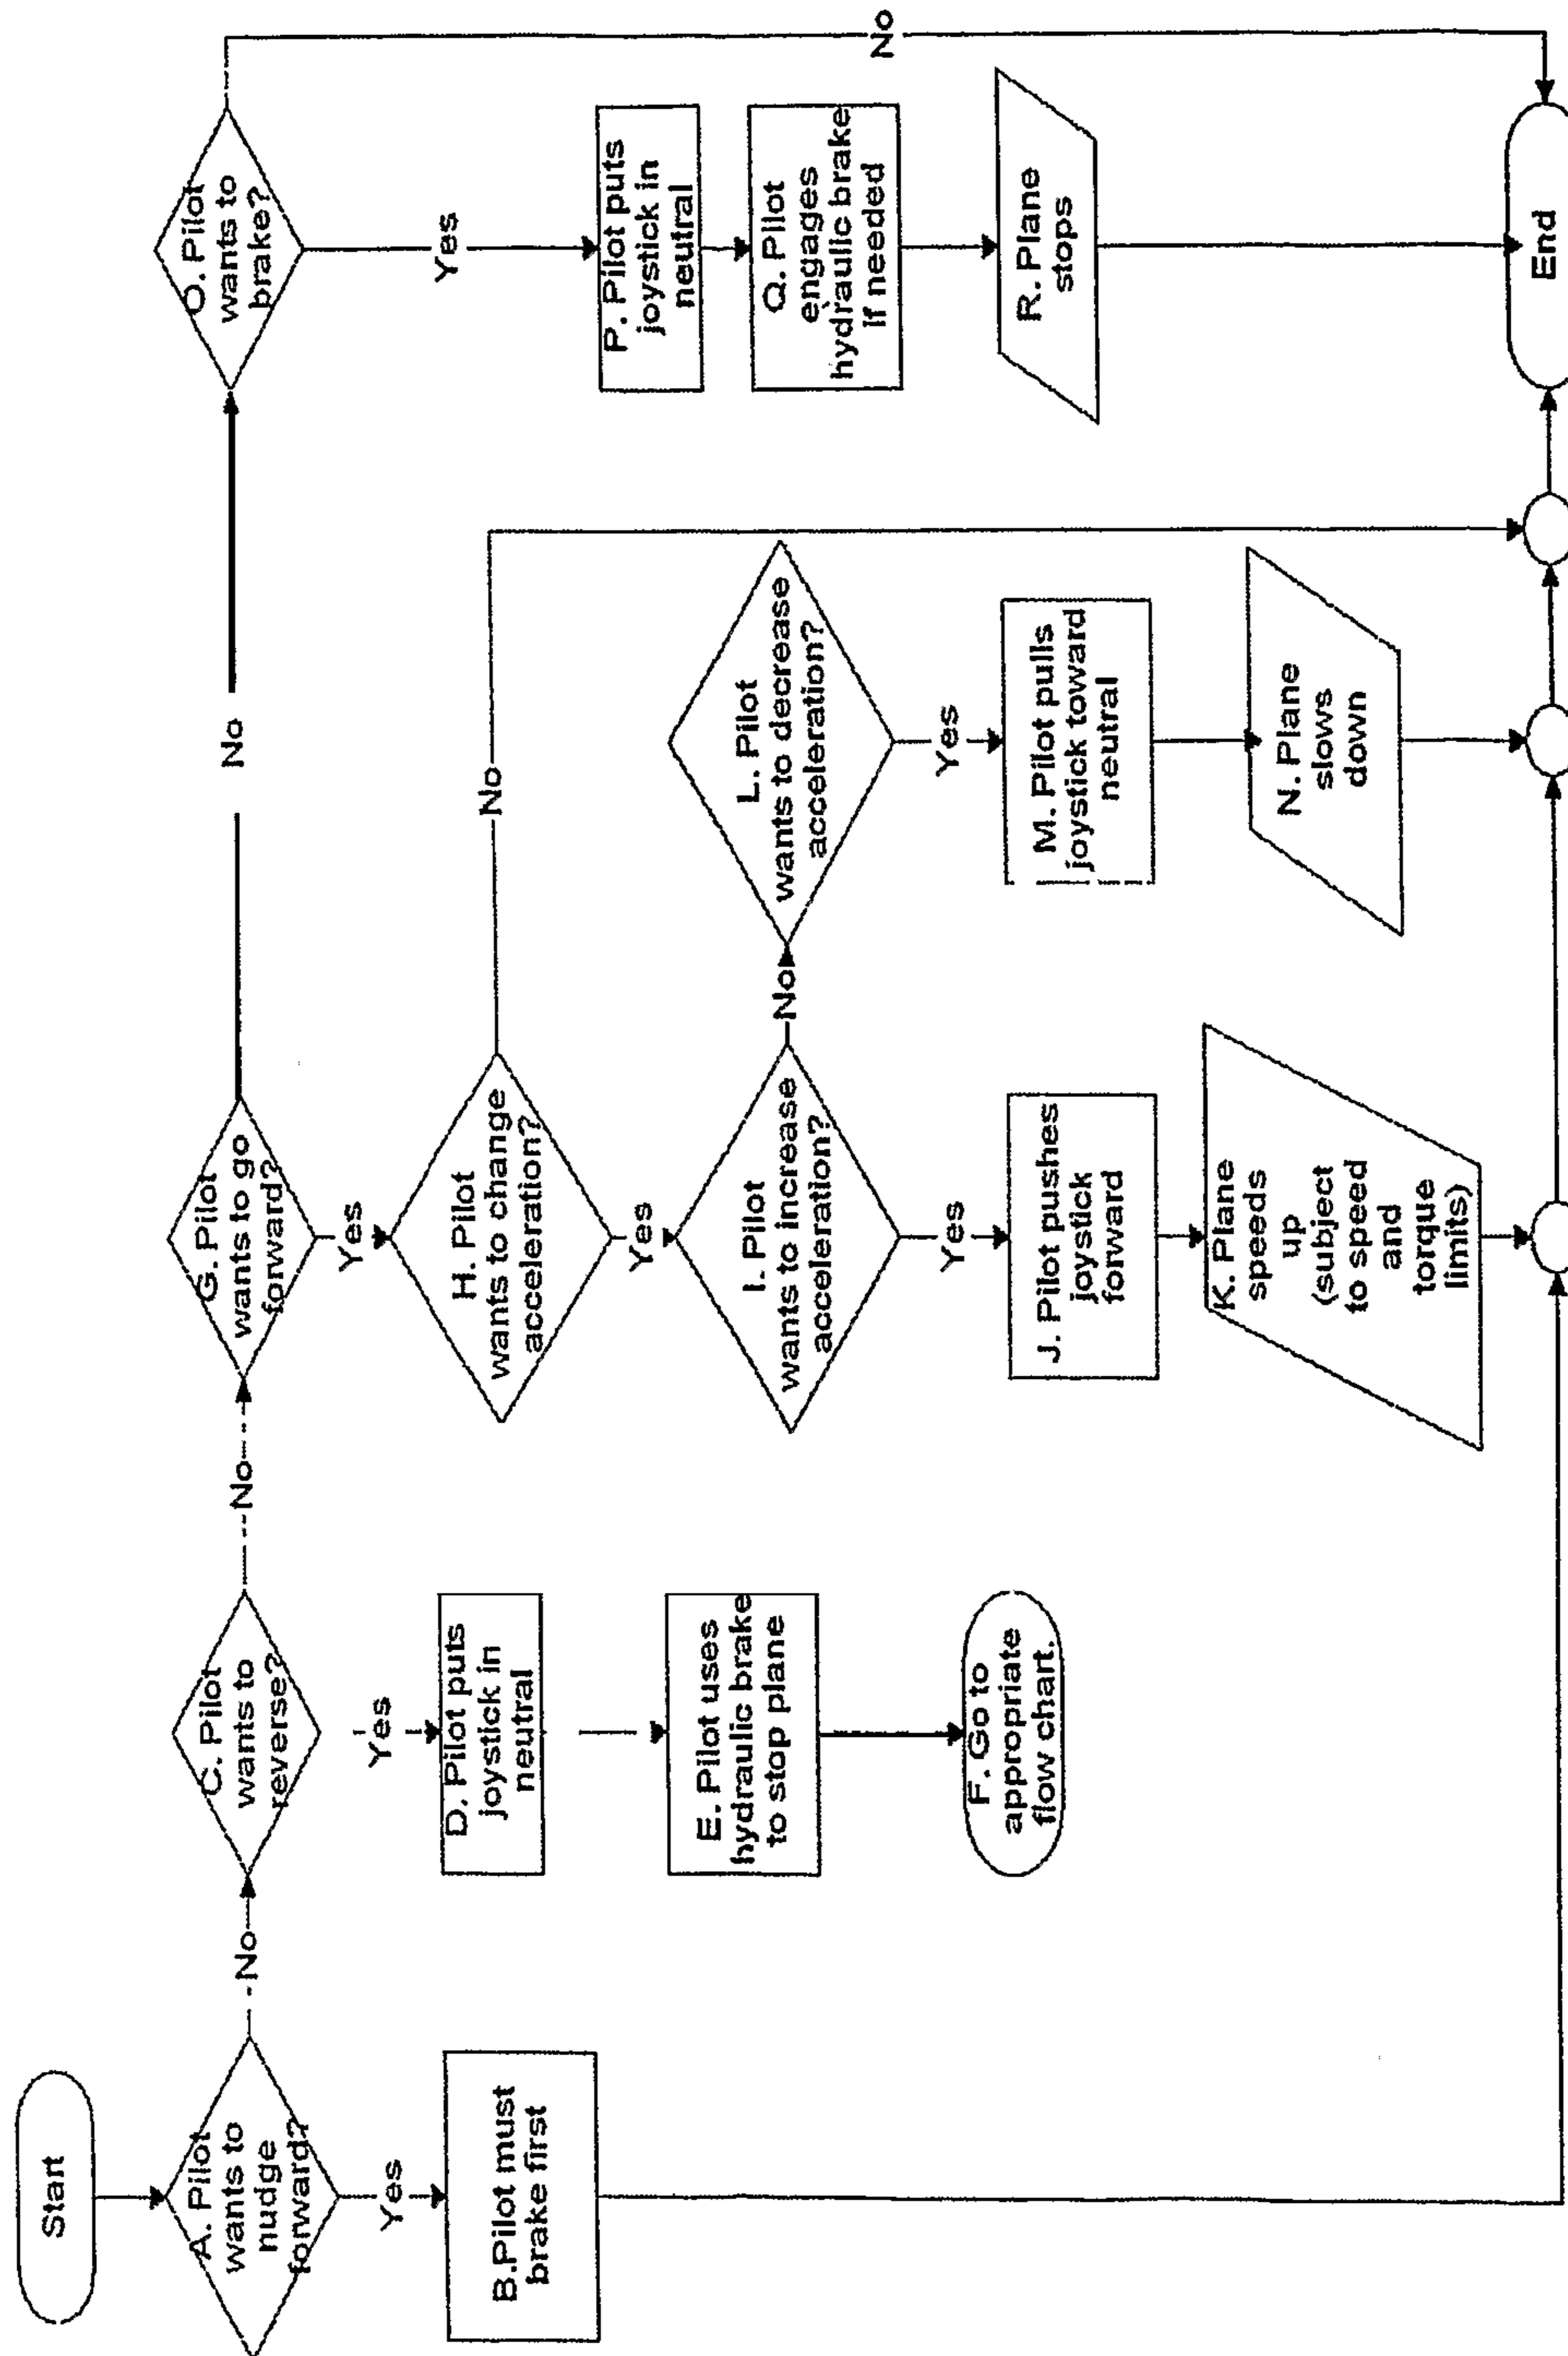 Start
A. Pilot
wants to
nudge
forward?
No
Yes
B.Pilot must
brake first
C. Pilot
wants to
reverse?
No
Yes
D. Pilot puts
joystick in
neutral
E. Pilot uses
hydraulic brake
to stop plane
F. Go to
appropriate
flow chart.
G. Pilot
wants to go
forward?
No
Yes
H. Pilot
wants to change
acceleration?
No
Yes
I. Pilot
wants to increase
acceleration?
No
Yes
J. Pilot pushes
joystick
forward
K. Plane
speeds
up
(subject
to speed
and
torque
limits)
L. Pilot
wants to decrease
acceleration?
Yes
M. Pilot pulls
joystick toward
neutral
N. Plane
slows
down
O. Pilot
wants to
brake?
No
Yes
P. Pilot puts
joystick in
neutral
Q. Pilot
engages
hydraulic brake
if needed
R. Plane
stops
End